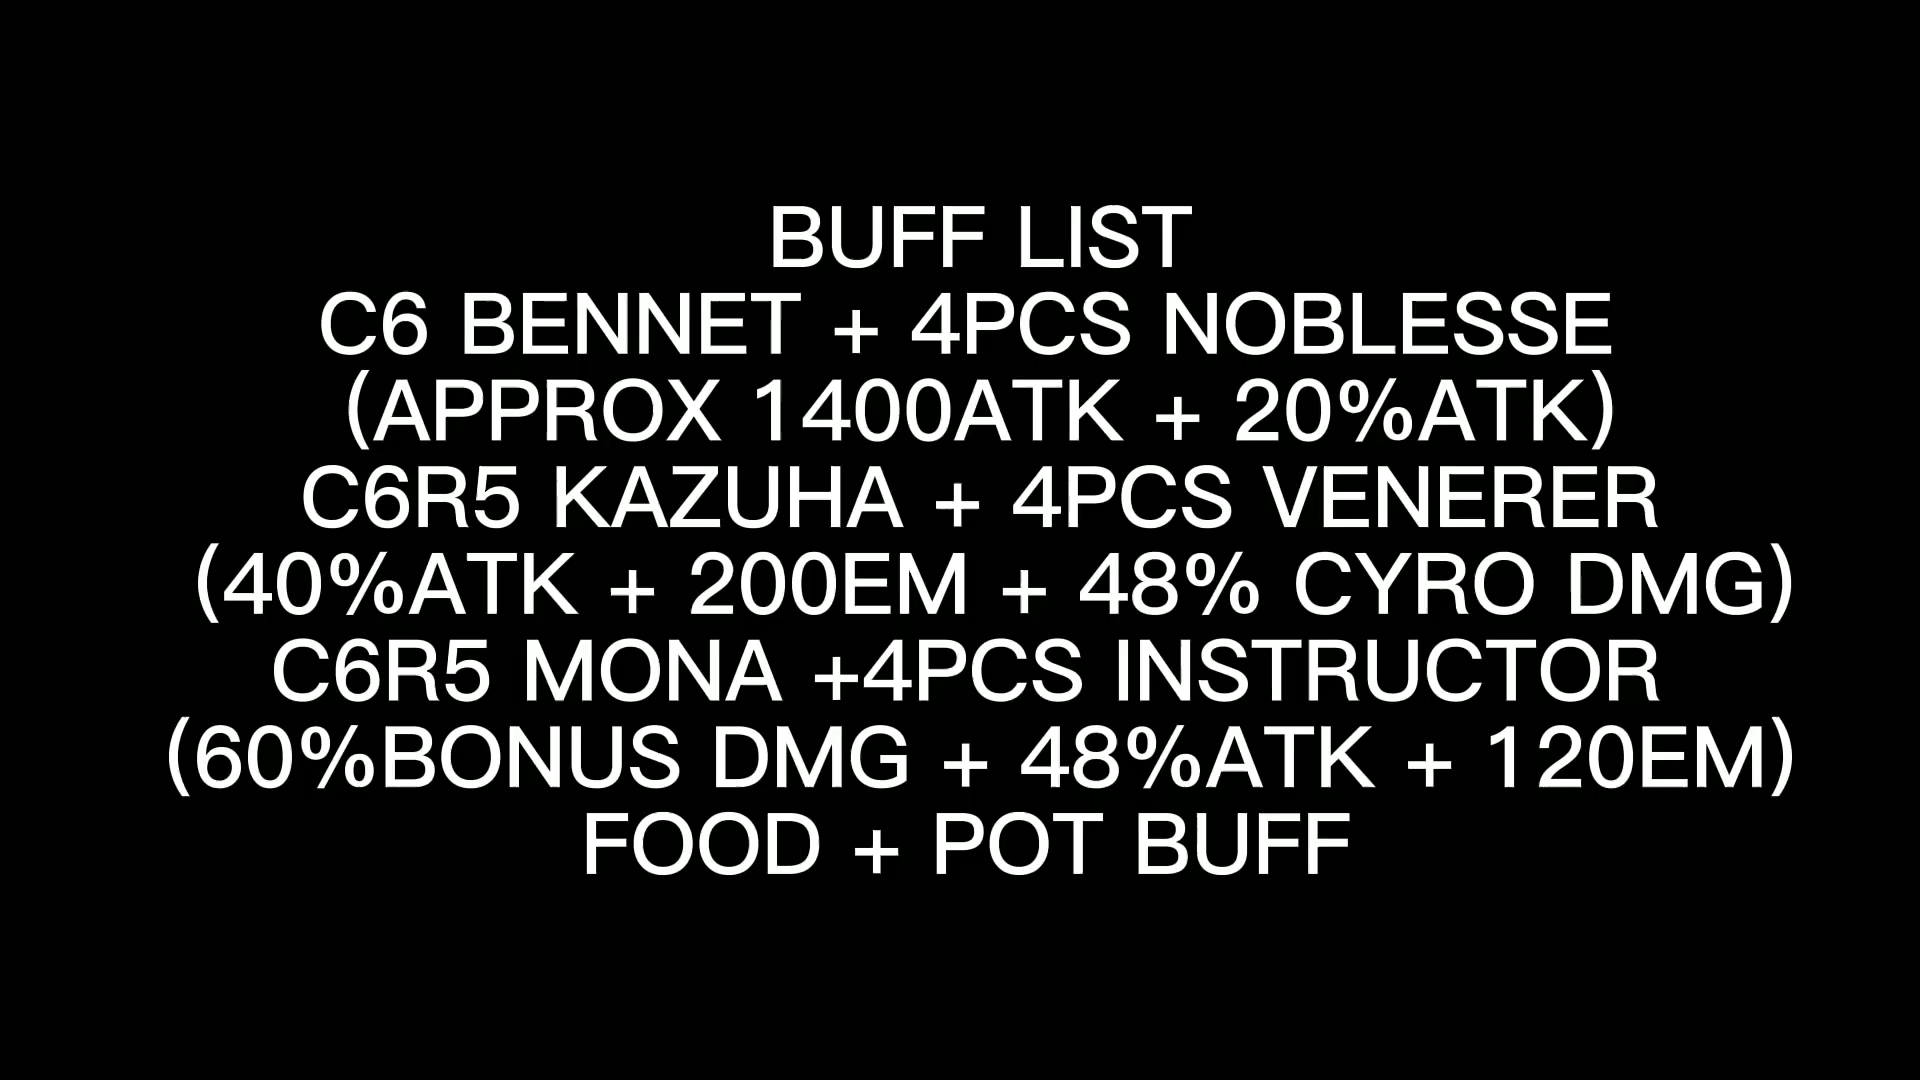 BUFF LIST
C6 BENNET + 4PCS NOBLESSE
(APPROX 1400ATK + 20%ATK)
C6R5 KAZUHA + 4PCS VENERER
(40%ATK + 200EM + 48% CYRO DMG)
C6R5 MONA +4PCS INSTRUCTOR
(60%BONUS DMG + 48%ATK + 120EM)
FOOD + POT BUFF